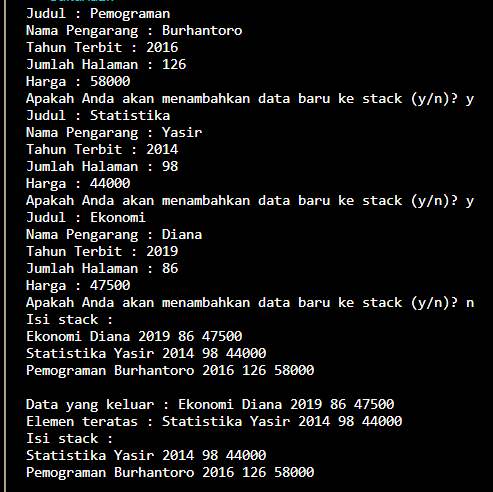 Judul : Pemograman
Nama Pengarang : Burhantoro
Tahun Terbit : 2016
Jumlah Halaman : 126
Harga : 58000
Apakah Anda akan menambahkan data baru ke stack (y/n)? y
Judul : Statistika
Nama Pengarang : Yasir
Tahun Terbit : 2014
Jumlah Halaman : 98
Harga : 44000
Apakah Anda akan menambahkan data baru ke stack (y/n)? y
Judul : Ekonomi
Nama Pengarang : Diana
Tahun Terbit : 2019
Jumlah Halaman : 86
Harga : 47500
Apakah Anda akan menambahkan data baru ke stack (y/n)? n
Isi stack :
Ekonomi Diana 2019 86 47500
Statistika Yasir 2014 98 44000
Pemograman Burhantoro 2016 126 58000
Data yang keluar : Ekonomi Diana 2019 86 47500
Elemen teratas : Statistika Yasir 2014 98 44000
Isi stack :
Statistika Yasir 2014 98 44000
Pemograman Burhantoro 2016 126 58000